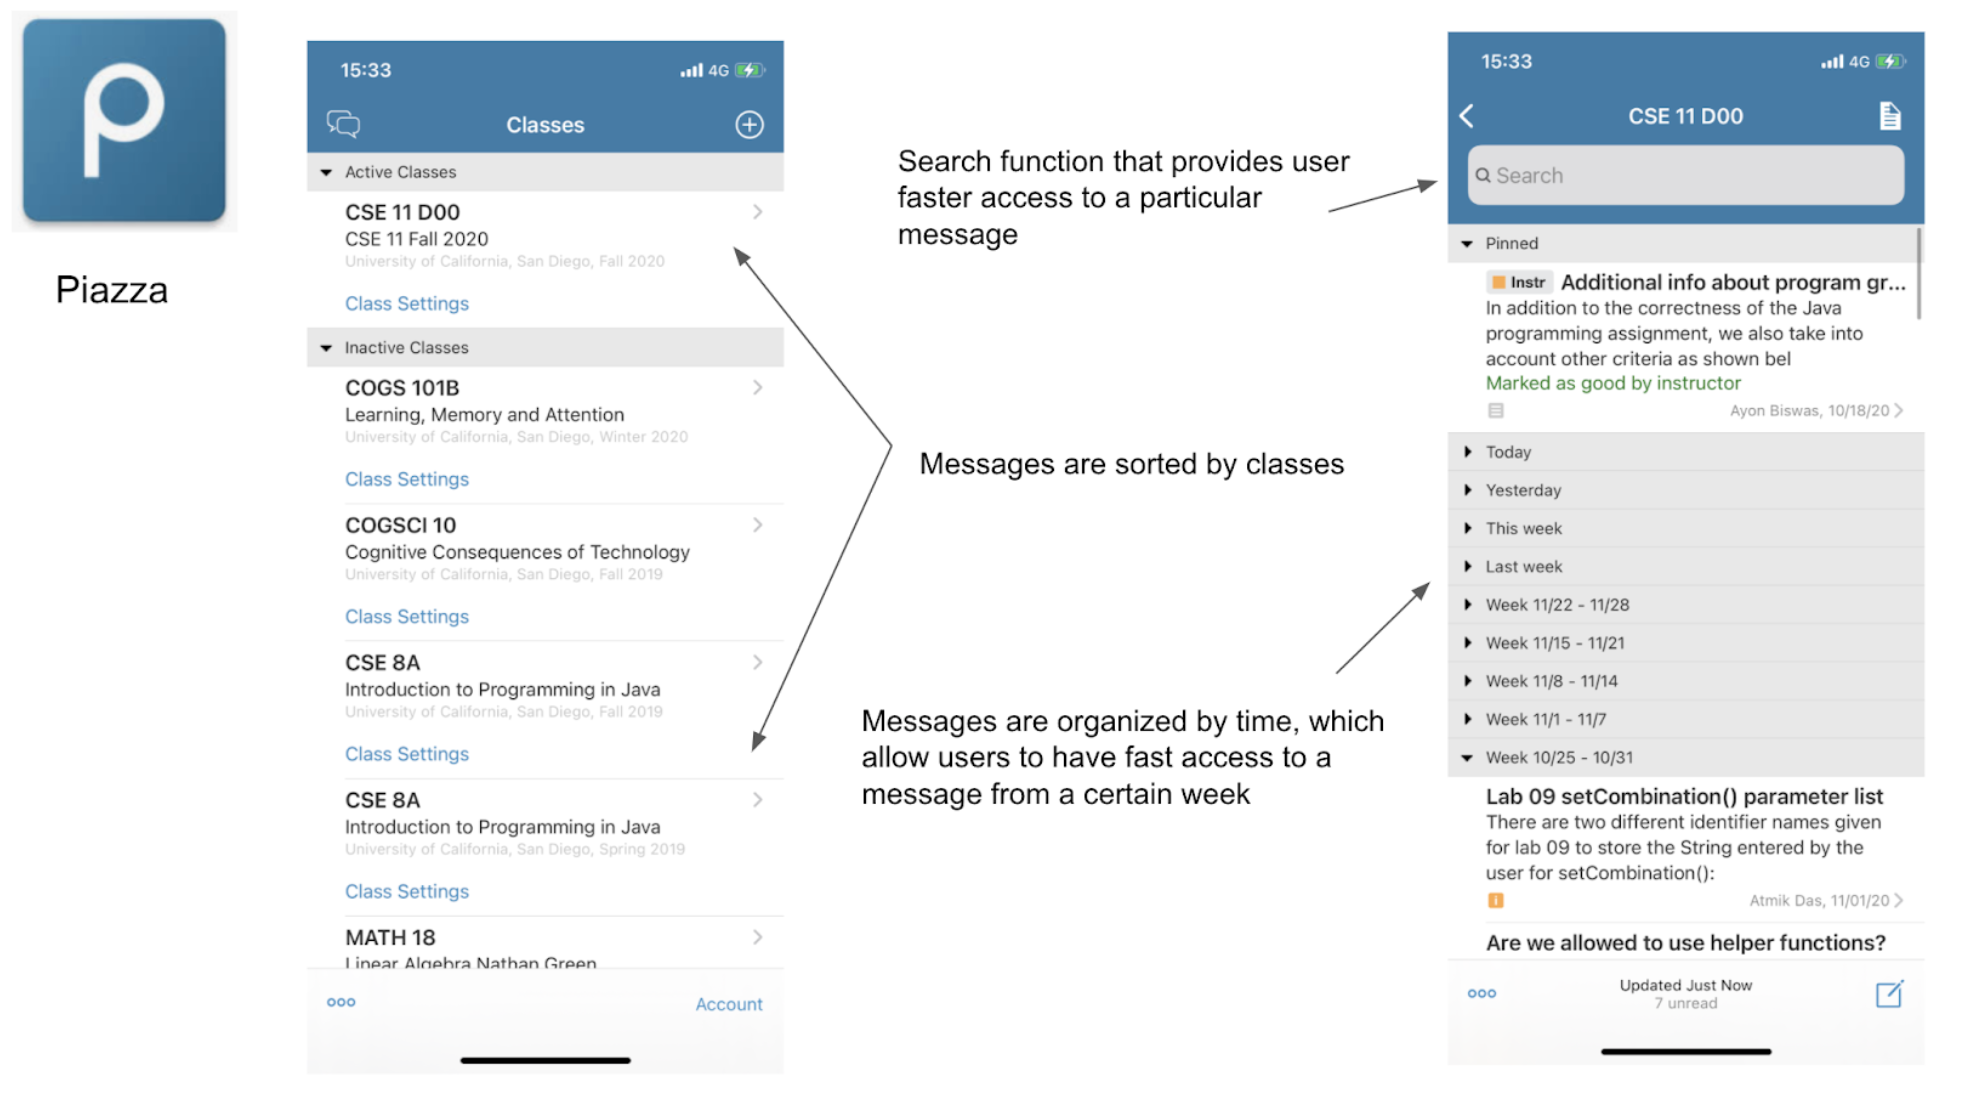 Piazza
15:33
4G
Classes
Active Classes
CSE 11 D00
CSE 11 Fall 2020
University of California, San Diego, Fall 2020
Class Settings
Inactive Classes
COGS 101B
Learning, Memory and Attention
University of California, San Diego, Winter 2020
Class Settings
COGSCI 10
Cognitive Consequences of Technology
University of California, San Diego, Fall 2019
Class Settings
CSE 8A
Introduction to Programming in Java
University of California, San Diego, Fall 2019
Class Settings
CSE 8A
Introduction to Programming in Java
University of California, San Diego, Spring 2019
Class Settings
MATH 18
Linear Algebra Nathan Green
Account
Search function that provides user
faster access to a particular
message
Messages are sorted by classes
Messages are organized by time, which
allow users to have fast access to a
message from a certain week
15:33
4G
CSE 11 D00
Search
Pinned
Instr Additional info about program gr...
In addition to the correctness of the Java
programming assignment, we also take into
account other criteria as shown bel
Marked as good by instructor
Ayon Biswas, 10/18/20
Today
Yesterday
This week
Last week
Week 11/22 - 11/28
Week 11/15 - 11/21
Week 11/8 - 11/14
Week 11/1 - 11/7
Week 10/25 - 10/31
Lab 09 setCombination() parameter list
There are two different identifier names given
for lab 09 to store the String entered by the
user for setCombination():
Atmik Das, 11/01/20
Are we allowed to use helper functions?
Updated Just Now
7 unread